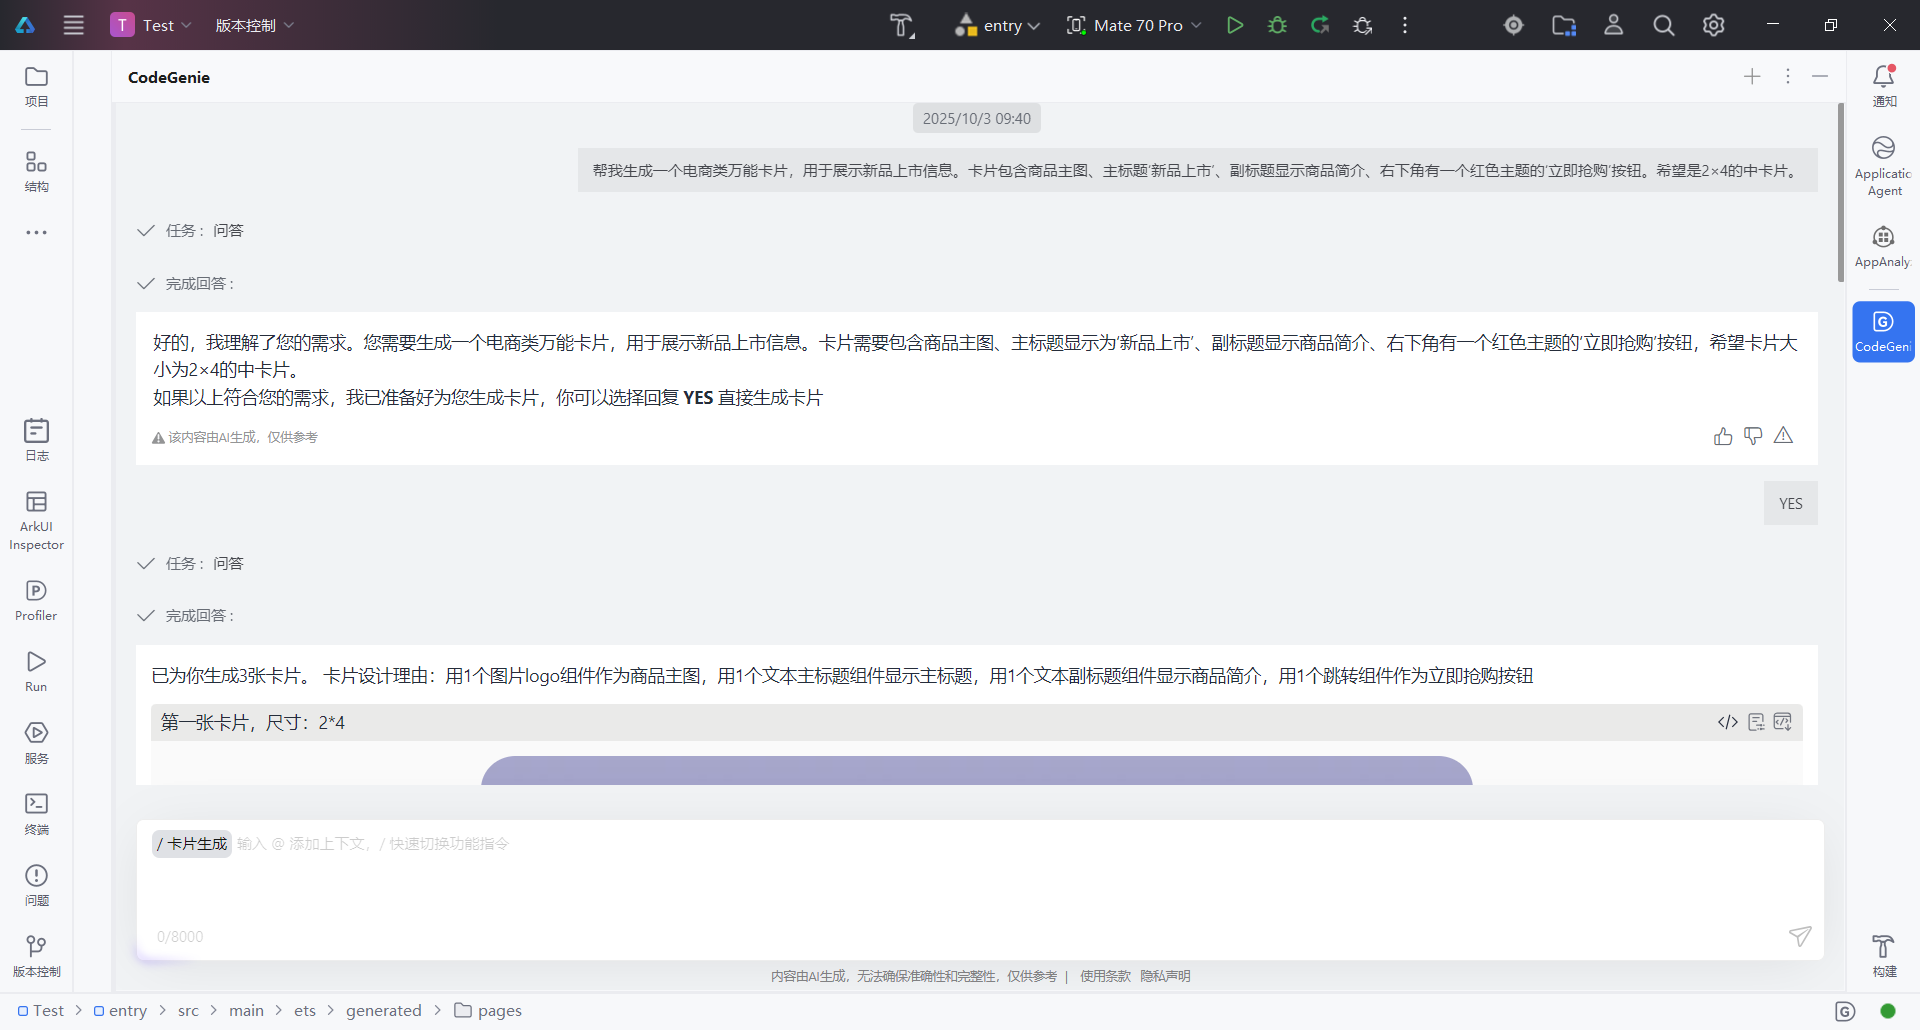 T Test 版本控制 entry Mate 70 Pro
项目
结构
日志
ArkUI
Inspector
Profiler
Run
服务
终端
问题
版本控制
CodeGenie
2025/10/3 09:40
帮我生成一个电商类万能卡片，用于展示新品上市信息。卡片包含商品主图、主标题'新品上市'、副标题显示商品简介、右下角有一个红色主题的'立即抢购'按钮。希望是2×4的中卡片。
任务： 问答
完成回答：
好的，我理解了您的需求。您需要生成一个电商类万能卡片，用于展示新品上市信息。卡片需要包含商品主图、主标题显示为'新品上市'、副标题显示商品简介、右下角有一个红色主题的'立即抢购'按钮，希望卡片大
小为2×4的中卡片。
如果以上符合您的需求，我已准备好为您生成卡片，你可以选择回复 YES 直接生成卡片
该内容由AI生成，仅供参考
YES
任务： 问答
完成回答：
已为你生成3张卡片。 卡片设计理由：用1个图片logo组件作为商品主图，用1个文本主标题组件显示主标题，用1个文本副标题组件显示商品简介，用1个跳转组件作为立即抢购按钮
第一张卡片，尺寸：2*4
/ 卡片生成 输入 @ 添加上下文，/ 快速切换功能指令
0/8000
内容由AI生成，无法确保准确性和完整性，仅供参考 | 使用条款 隐私声明
通知
Applicatic
Agent
AppAnaly
CodeGeni
构建
Test > entry > src > main > ets > generated > pages